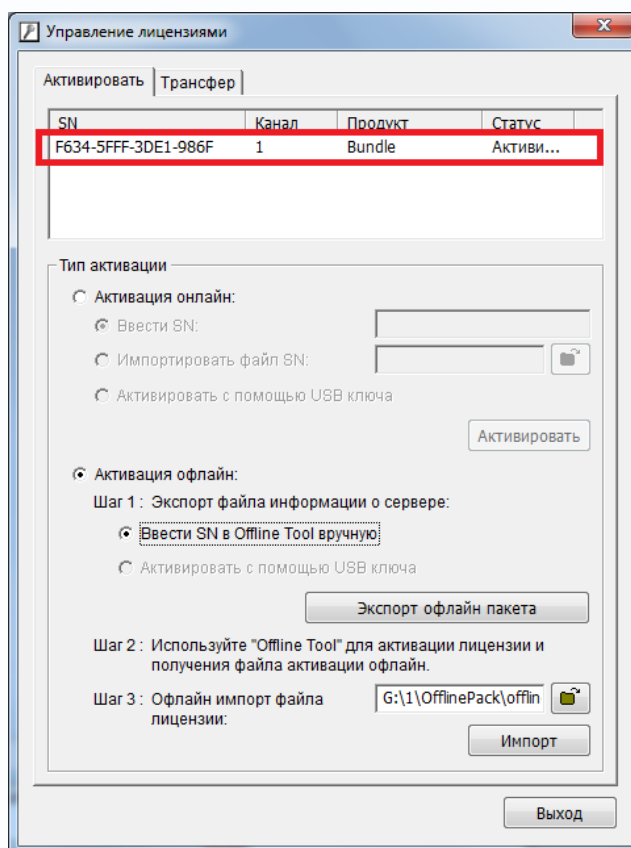 Управление лицензиями
Активировать Трансфер
SN Канал Продукт Статус
F634-5FFF-3DE1-986F 1 Bundle Активи...
Тип активации
Активация онлайн:
Ввести SN:
Импортировать файл SN:
Активировать с помощью USB ключа
Активировать
Активация офлайн:
Шаг 1 : Экспорт файла информации о сервере:
Ввести SN в Offline Tool вручную
Активировать с помощью USB ключа
Экспорт офлайн пакета
Шаг 2 : Используйте "Offline Tool" для активации лицензии и
получения файла активации офлайн.
Шаг 3 : Офлайн импорт файла
лицензии:
G:\1\OfflinePack\offlin
Импорт
Выход